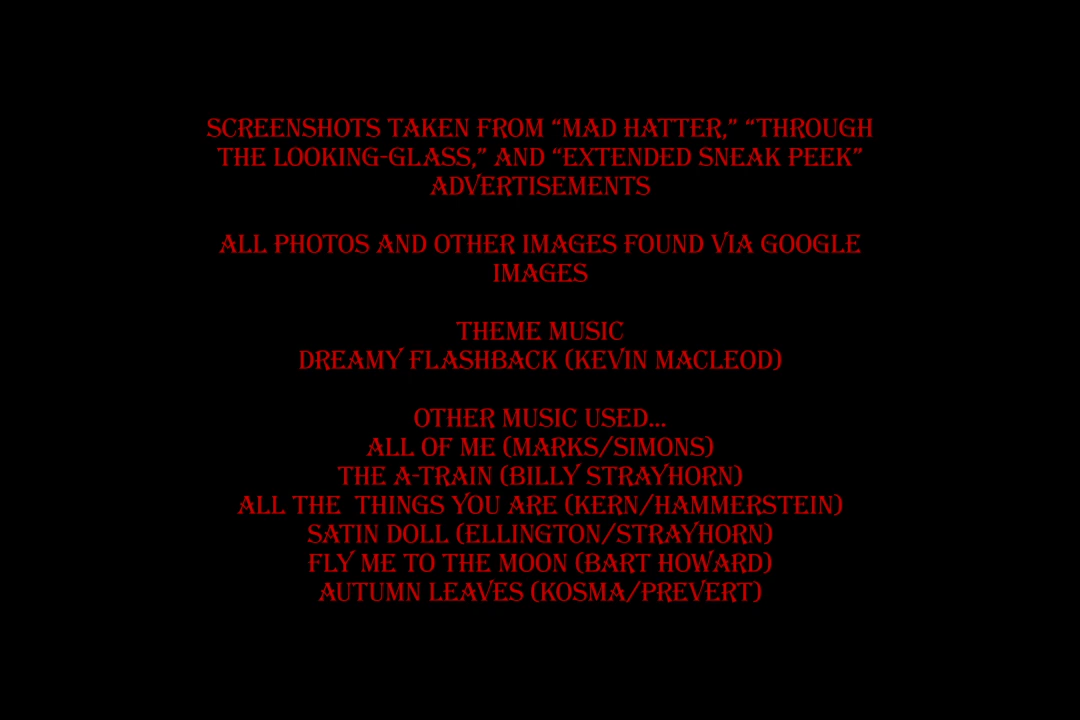 SCREENSHOTS TAKEN FROM “MAD HATTER,” “THROUGH
THE LOOKING-GLASS,” AND “EXTENDED SNEAK PEEK”
ADVERTISEMENTS
ALL PHOTOS AND OTHER IMAGES FOUND VIA GOOGLE
IMAGES
THEME MUSIC
DREAMY FLASHBACK (KEVIN MACLEOD)
OTHER MUSIC USED...
ALL OF ME (MARKS/SIMONS)
THE A-TRAIN (BILLY STRAYHORN)
ALL THE  THINGS YOU ARE (KERN/HAMMERSTEIN)
SATIN DOLL (ELLINGTON/STRAYHORN)
FLY ME TO THE MOON (BART HOWARD)
AUTUMN LEAVES (KOSMA/PREVERT)